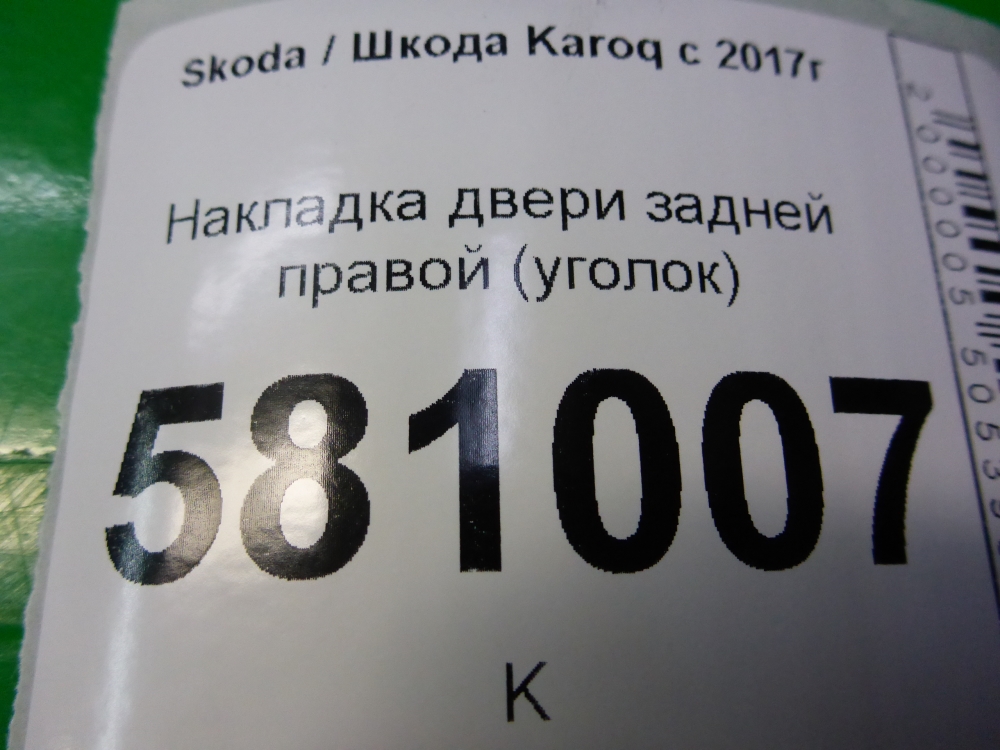 Skoda / Шкода Karoq с 2017г
Накладка двери задней
правой (уголок)
581007
К